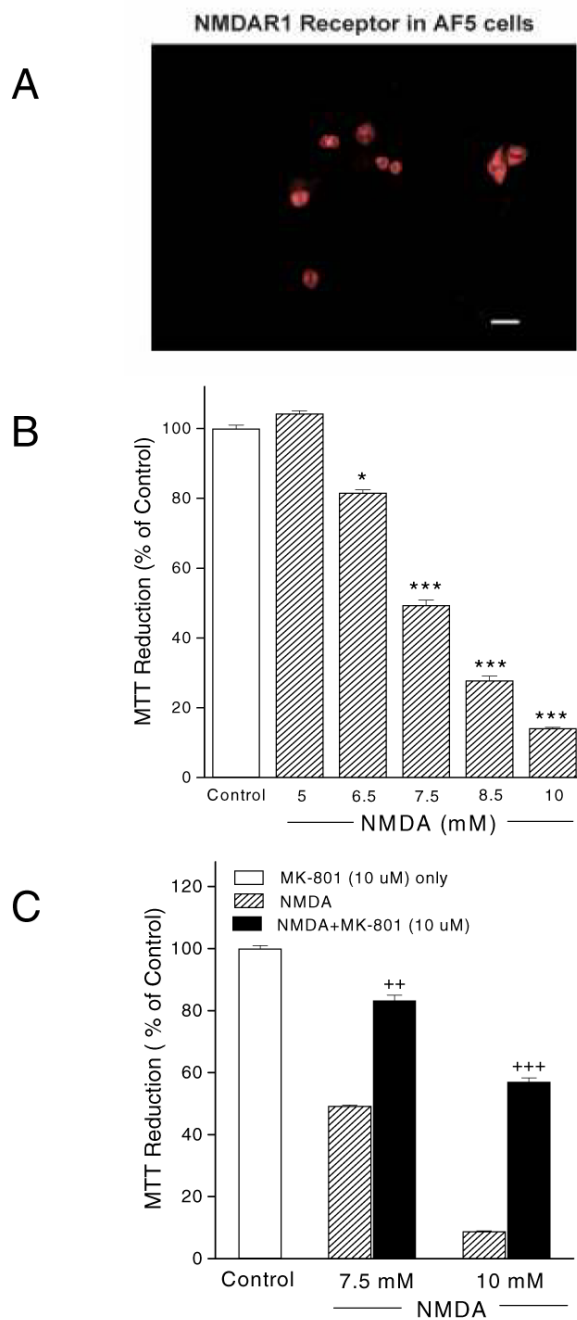 NMDAR1 Receptor in AF5 cells
A
B
MTT Reduction (% of Control)
100
80
60
40
20
0
*
***
***
***
Control 5 6.5 7.5 8.5 10
NMDA (mM)
C
MTT Reduction ( % of Control)
120
100
80
60
40
20
0
MK-801 (10 uM) only
NMDA
NMDA+MK-801 (10 uM)
++
+++
Control 7.5 mM 10 mM
NMDA